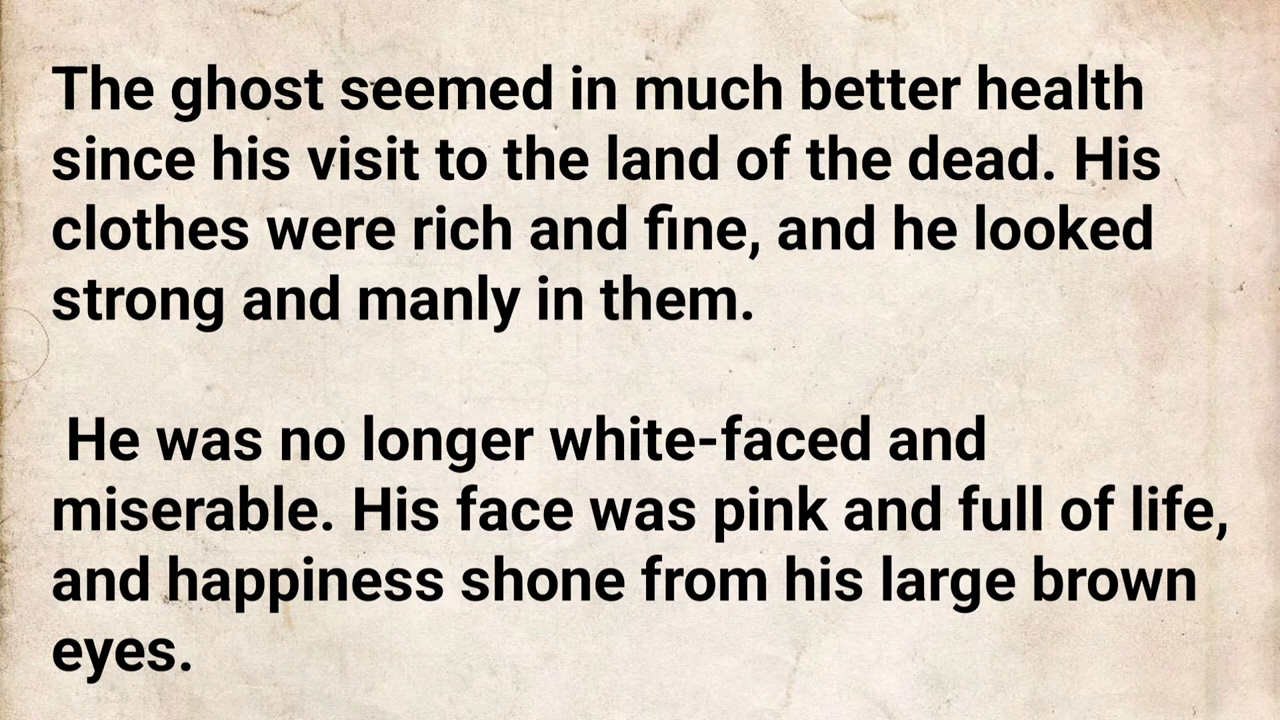 The ghost seemed in much better health
since his visit to the land of the dead. His
clothes were rich and fine, and he looked
strong and manly in them.
He was no longer white-faced and
miserable. His face was pink and full of life,
and happiness shone from his large brown
eyes.